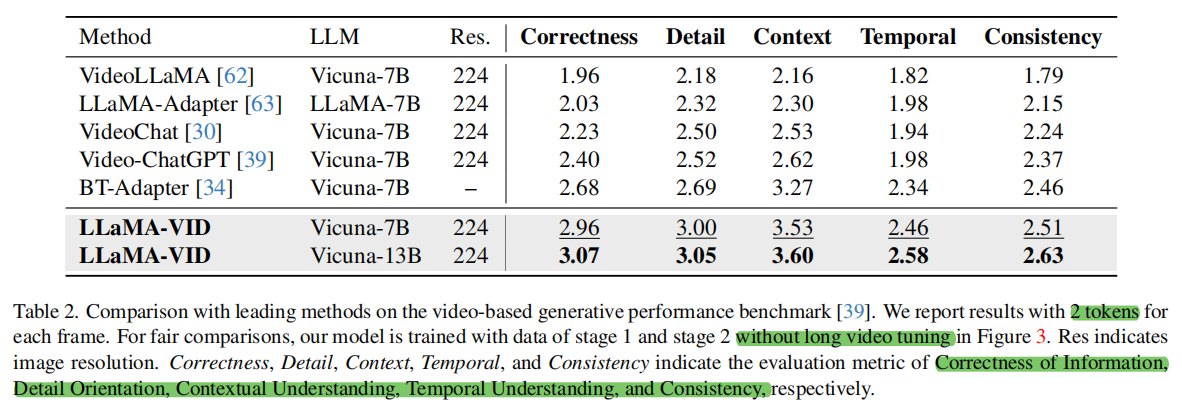 Method LLM Res. Correctness Detail Context Temporal Consistency
VideoLLaMA [62] Vicuna-7B 224 1.96 2.18 2.16 1.82 1.79
LLaMA-Adapter [63] LLaMA-7B 224 2.03 2.32 2.30 1.98 2.15
VideoChat [30] Vicuna-7B 224 2.23 2.50 2.53 1.94 2.24
Video-ChatGPT [39] Vicuna-7B 224 2.40 2.52 2.62 1.98 2.37
BT-Adapter [34] Vicuna-7B – 2.68 2.69 3.27 2.34 2.46
LLaMA-VID Vicuna-7B 224 2.96 3.00 3.53 2.46 2.51
LLaMA-VID Vicuna-13B 224 3.07 3.05 3.60 2.58 2.63
Table 2. Comparison with leading methods on the video-based generative performance benchmark [39]. We report results with 2 tokens for
each frame. For fair comparisons, our model is trained with data of stage 1 and stage 2 without long video tuning in Figure 3. Res indicates
image resolution. Correctness, Detail, Context, Temporal, and Consistency indicate the evaluation metric of Correctness of Information,
Detail Orientation, Contextual Understanding, Temporal Understanding, and Consistency, respectively.